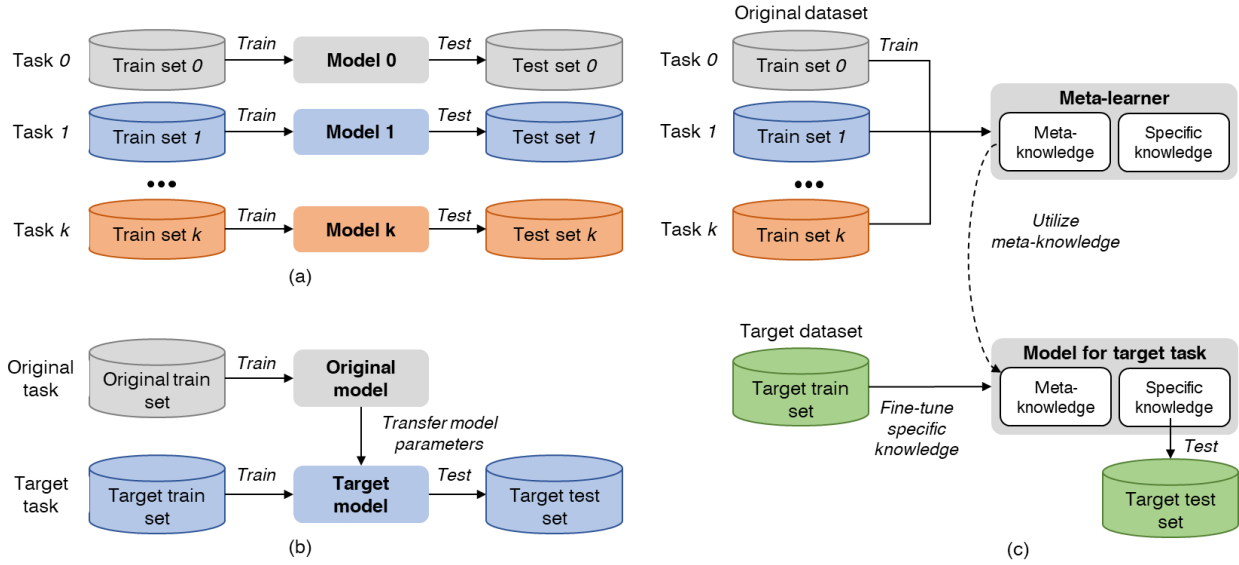 Task 0
Train set 0
Train
Model 0
Test
Test set 0
Task 1
Train set 1
Train
Model 1
Test
Test set 1
•••
Task k
Train set k
Train
Model k
Test
Test set k
(a)
Original
task
Original train
set
Train
Original
model
Transfer model
parameters
Target
task
Target train
set
Train
Target
model
Test
Target test
set
(b)
Original dataset
Task 0
Train set 0
Train
Task 1
Train set 1
•••
Task k
Train set k
Meta-learner
Meta-
knowledge
Specific
knowledge
Utilize
meta-knowledge
Target dataset
Target train
set
Fine-tune
specific
knowledge
Model for target task
Meta-
knowledge
Specific
knowledge
Test
Target test
set
(c)